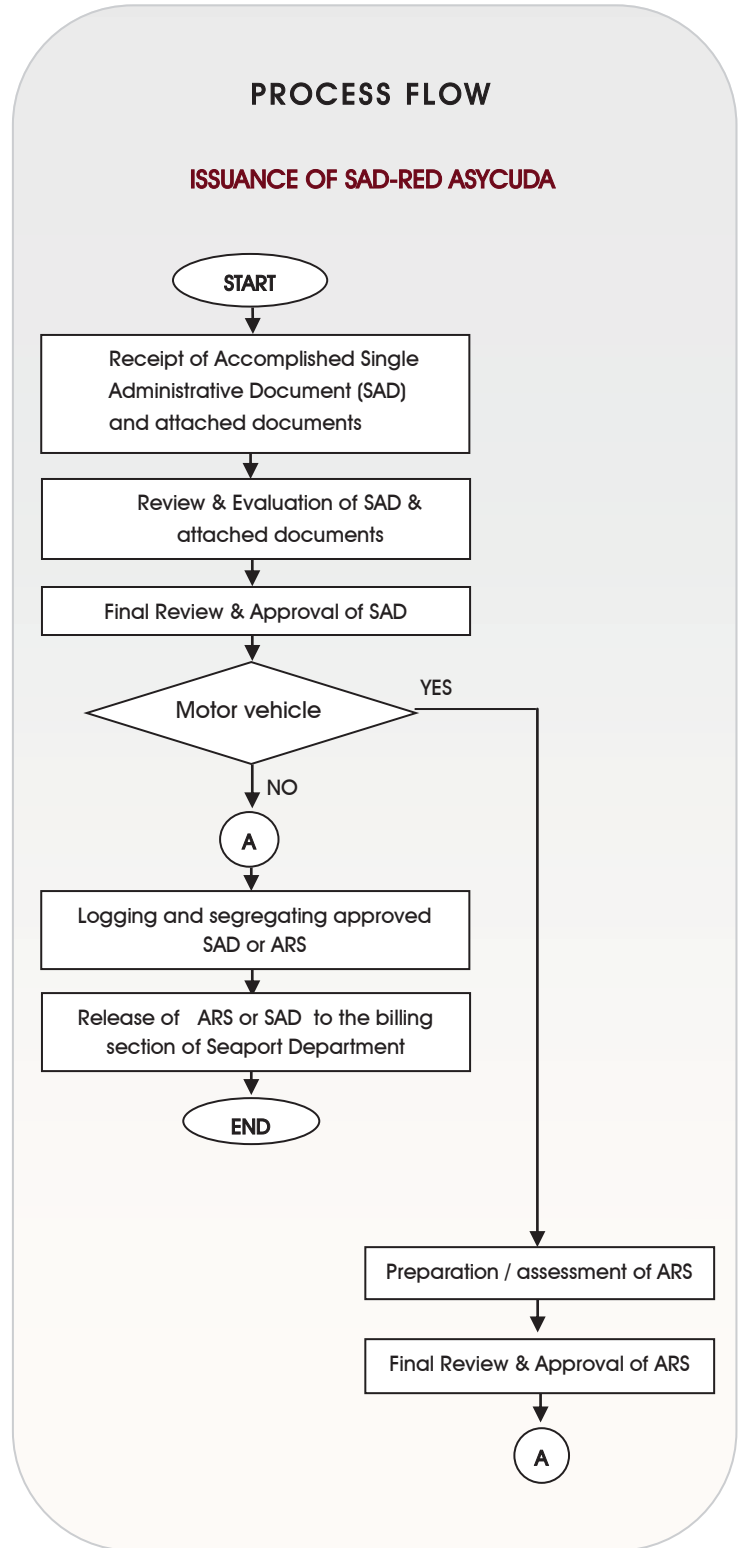 PROCESS FLOW
ISSUANCE OF SAD-RED ASYCUDA
START
Receipt of Accomplished Single
Administrative Document (SAD)
and attached documents
Review & Evaluation of SAD &
attached documents
Final Review & Approval of SAD
Motor vehicle
YES
NO
A
Logging and segregating approved
SAD or ARS
Release of ARS or SAD to the billing
section of Seaport Department
END
Preparation / assessment of ARS
Final Review & Approval of ARS
A